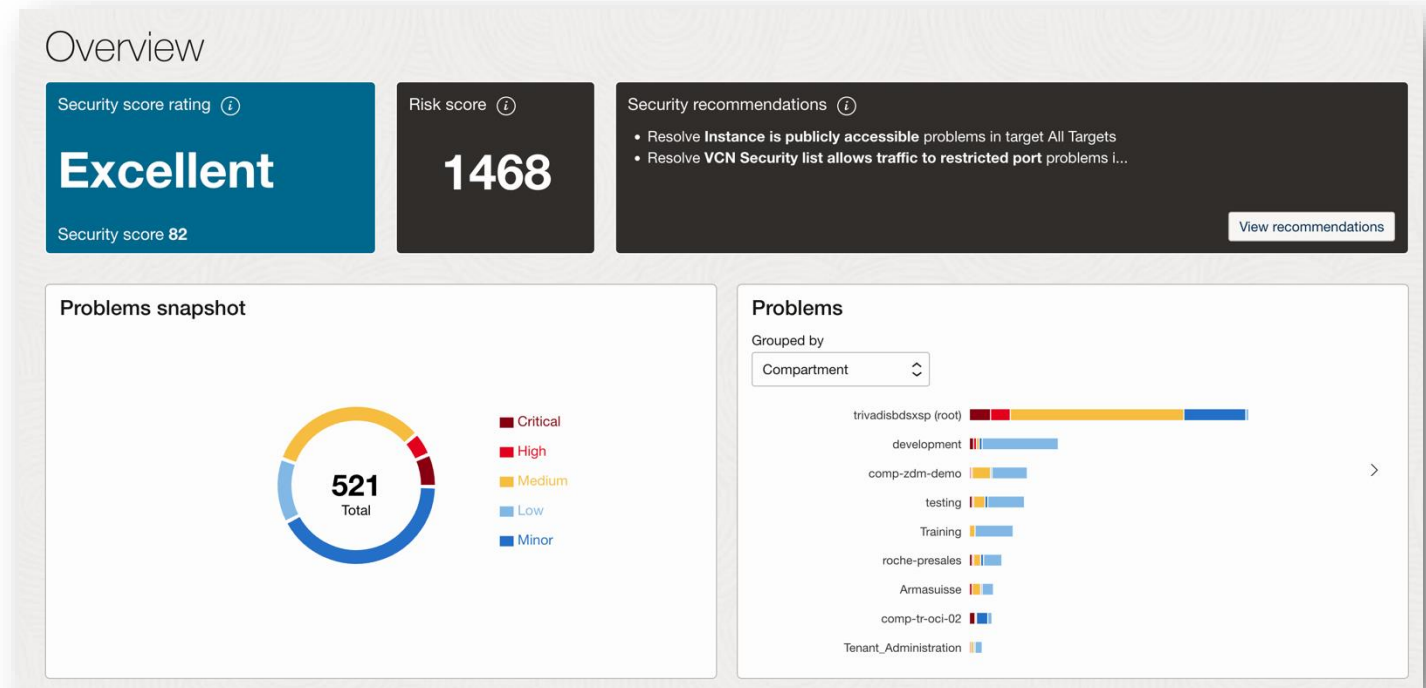 Overview
Security score rating
Excellent
Security score 82
Risk score
1468
Security recommendations
• Resolve Instance is publicly accessible problems in target All Targets
• Resolve VCN Security list allows traffic to restricted port problems i...
View recommendations
Problems snapshot
521
Total
Critical
High
Medium
Low
Minor
Problems
Grouped by
Compartment
trivadisbdsxsp (root)
development
comp-zdm-demo
testing
Training
roche-presales
Armasuisse
comp-tr-oci-02
Tenant_Administration